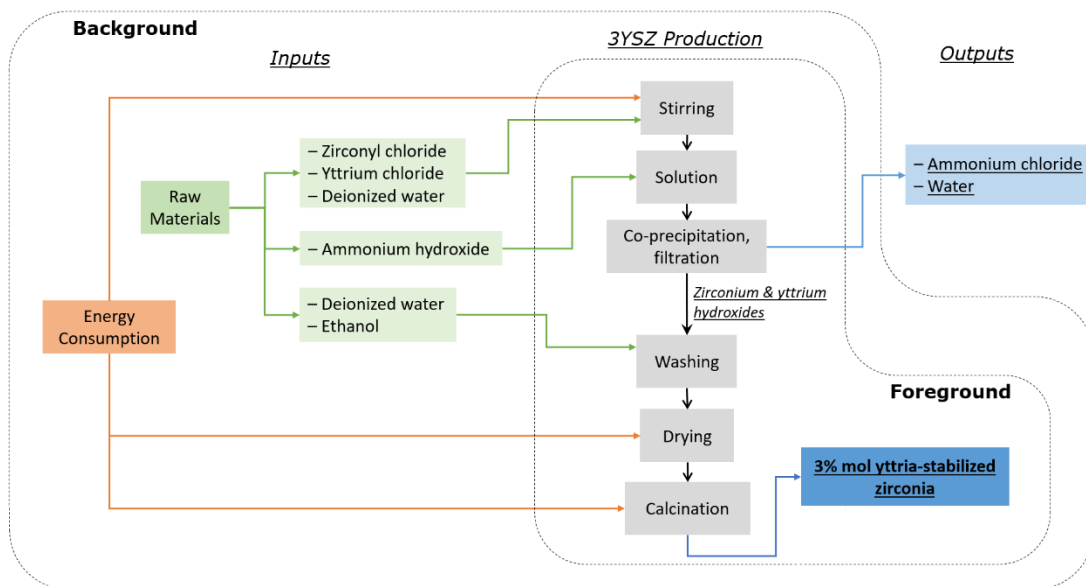 Background
Inputs
3YSZ Production
Outputs
Stirring
– Zirconyl chloride
– Yttrium chloride
– Deionized water
Solution
– Ammonium chloride
– Water
Raw
Materials
– Ammonium hydroxide
Co-precipitation,
filtration
Zirconium & yttrium
hydroxides
– Deionized water
– Ethanol
Energy
Consumption
Washing
Foreground
Drying
3% mol yttria-stabilized
zirconia
Calcination